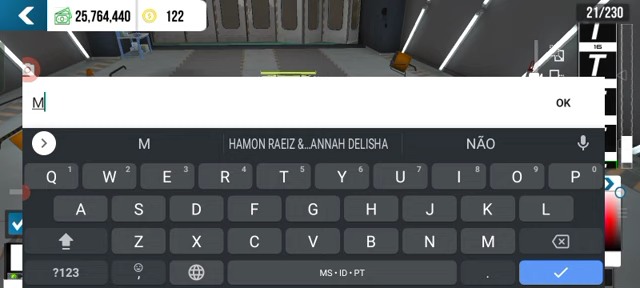 25,764,440 122 21/230
T
115
T
M OK
M HAMON RAEIZ &...ANNAH DELISHA NÃO
Q 1 W 2 E 3 R 4 T 5 Y 6 U 7 I 8 O 9 P 0
A S D F G H J K L
Z X C V B N M
?123 , MS • ID • PT .